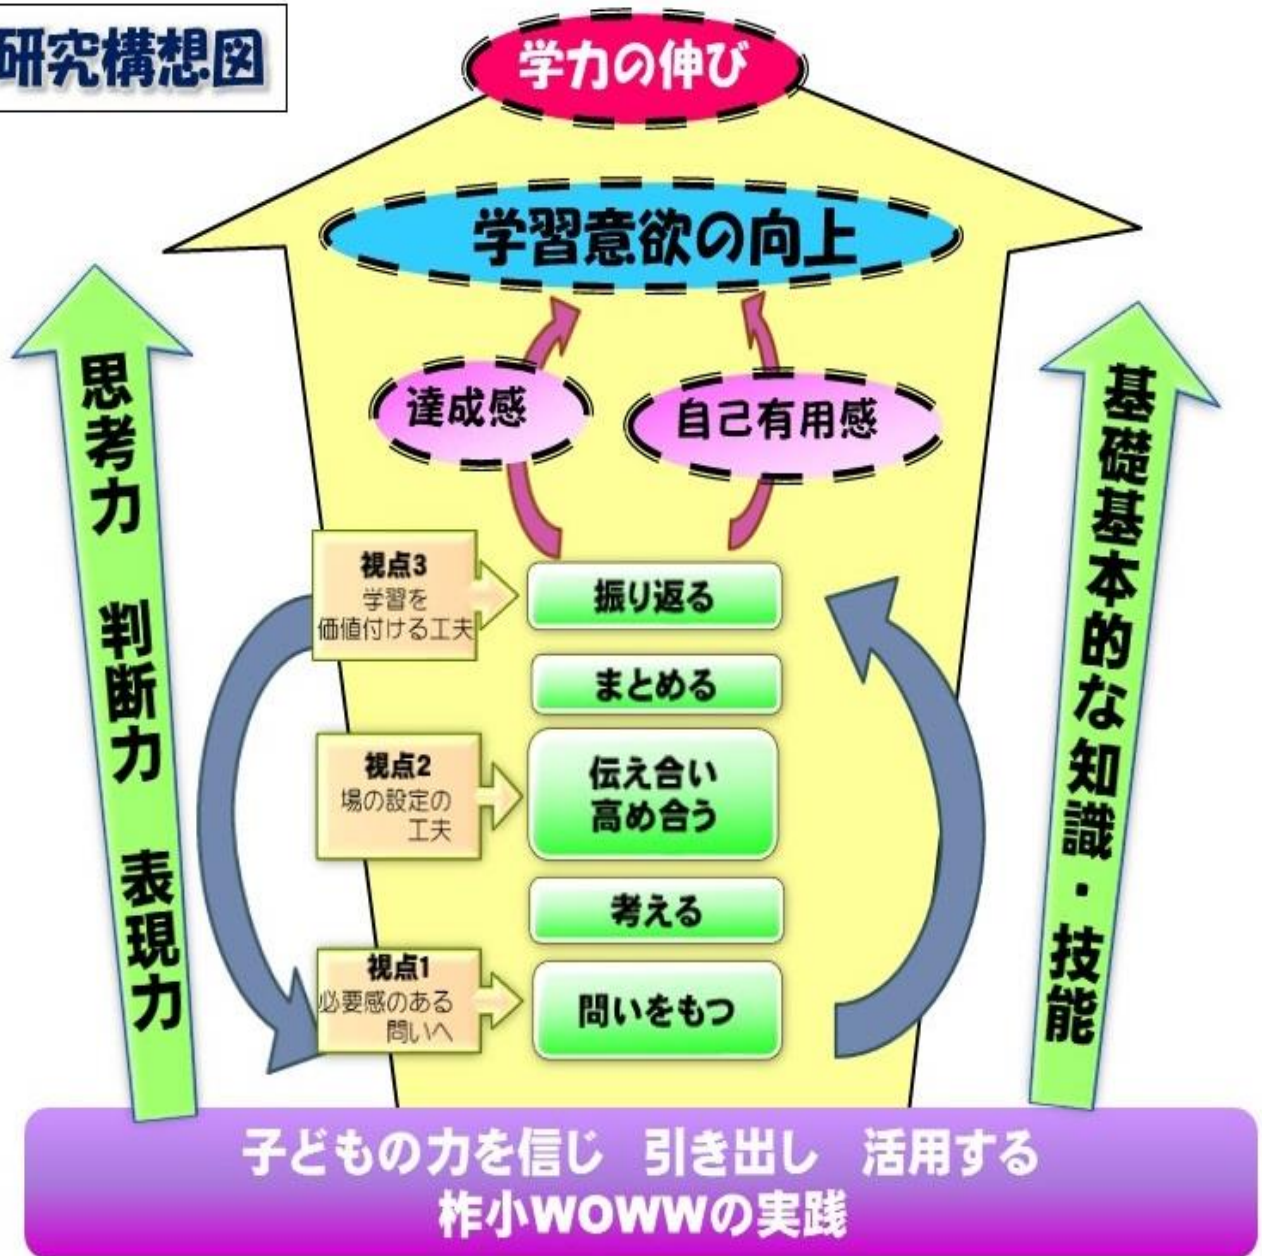 研究構想図
学力の伸び
学習意欲の向上
達成感
自己有用感
思考力 判断力 表現力
基礎基本的な知識・技能
視点3
学習を
価値付ける工夫
振り返る
まとめる
視点2
場の設定の
工夫
伝え合い
高め合う
考える
視点1
必要感のある
問いへ
問いをもつ
子どもの力を信じ 引き出し 活用する
柞小WOWWの実践